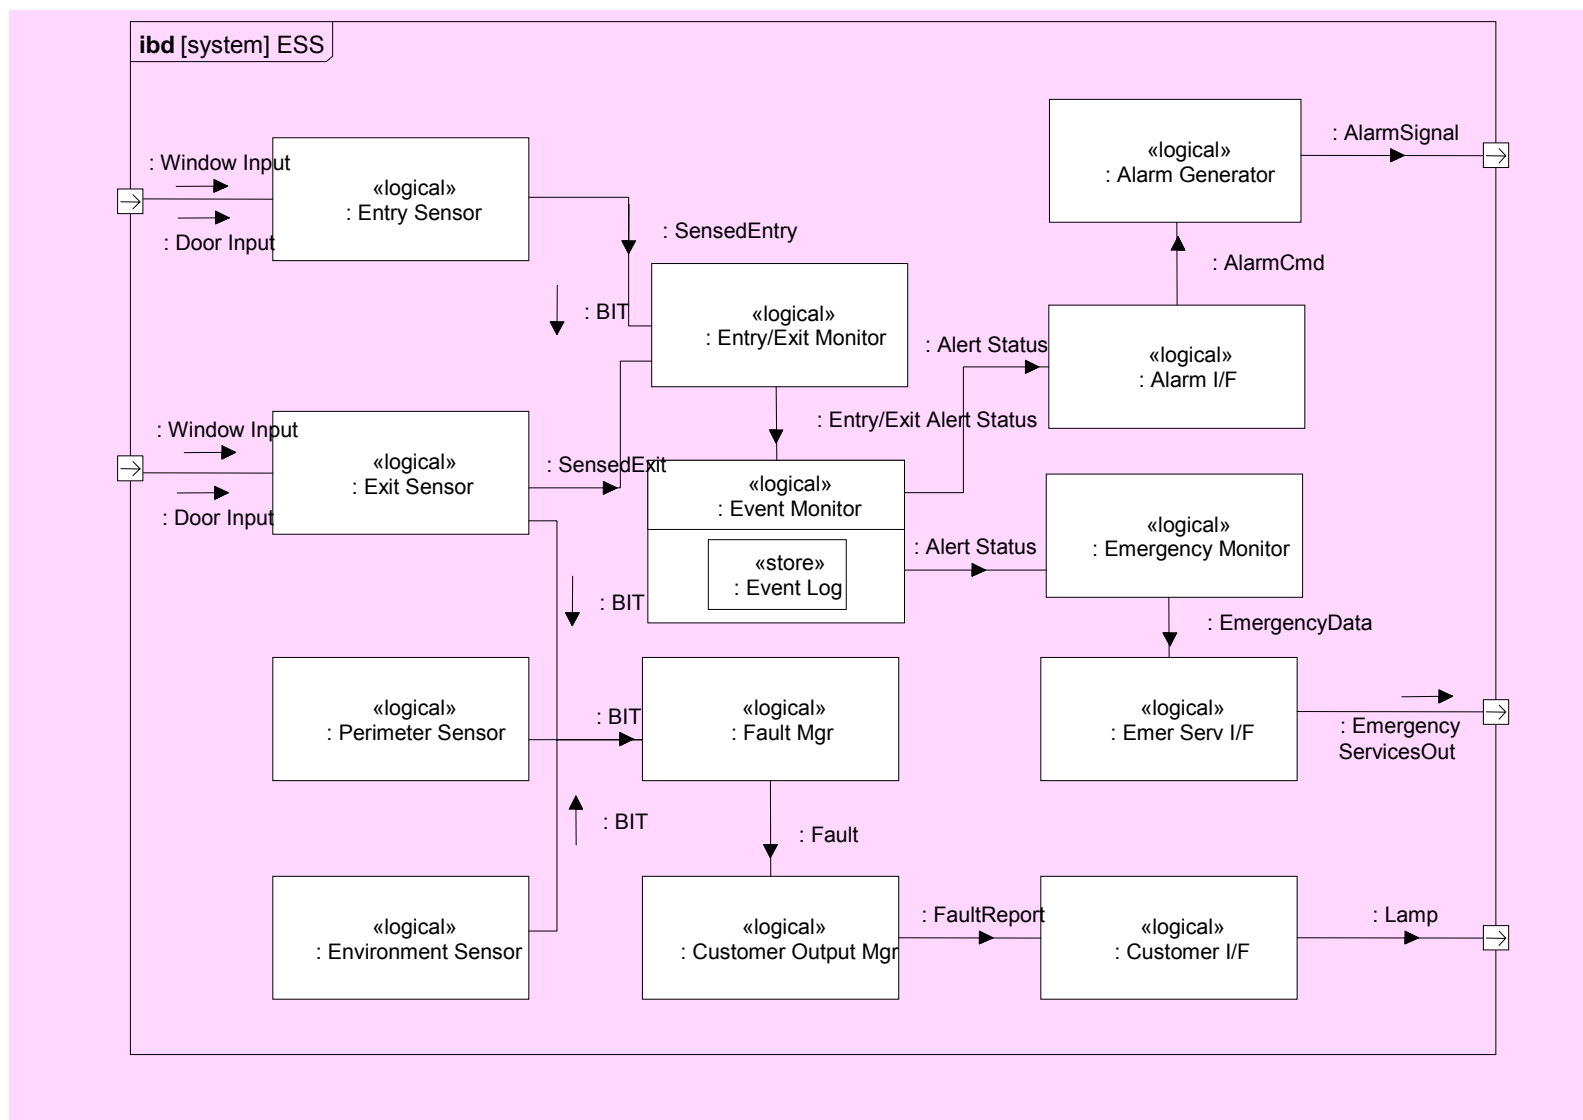 ibd [system] ESS
: Window Input
: Door Input
«logical»
: Entry Sensor
: SensedEntry
: BIT
«logical»
: Entry/Exit Monitor
«logical»
: Alarm Generator
: AlarmSignal
: AlarmCmd
: Alert Status
«logical»
: Alarm I/F
: Entry/Exit Alert Status
: Window Input
: Door Input
«logical»
: Exit Sensor
: SensedExit
«logical»
: Event Monitor
«store»
: Event Log
: Alert Status
«logical»
: Emergency Monitor
: BIT
: EmergencyData
«logical»
: Perimeter Sensor
: BIT
«logical»
: Fault Mgr
«logical»
: Emer Serv I/F
: Emergency
ServicesOut
: BIT
: Fault
«logical»
: Environment Sensor
«logical»
: Customer Output Mgr
: FaultReport
«logical»
: Customer I/F
: Lamp